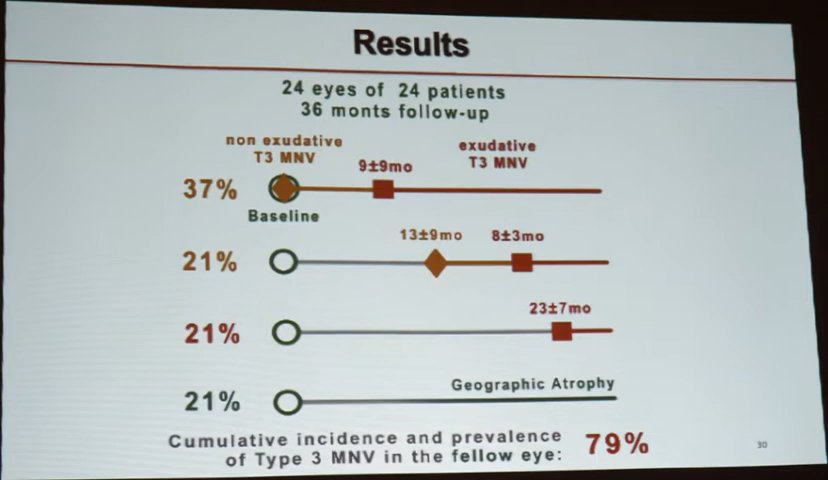 Results
24 eyes of 24 patients
36 monts follow-up
non exudative
T3 MNV
exudative
T3 MNV
9±9mo
37%
Baseline
13±9mo
8±3mo
21%
23±7mo
21%
Geographic Atrophy
21%
Cumulative incidence and prevalence
of Type 3 MNV in the fellow eye:
79%
30